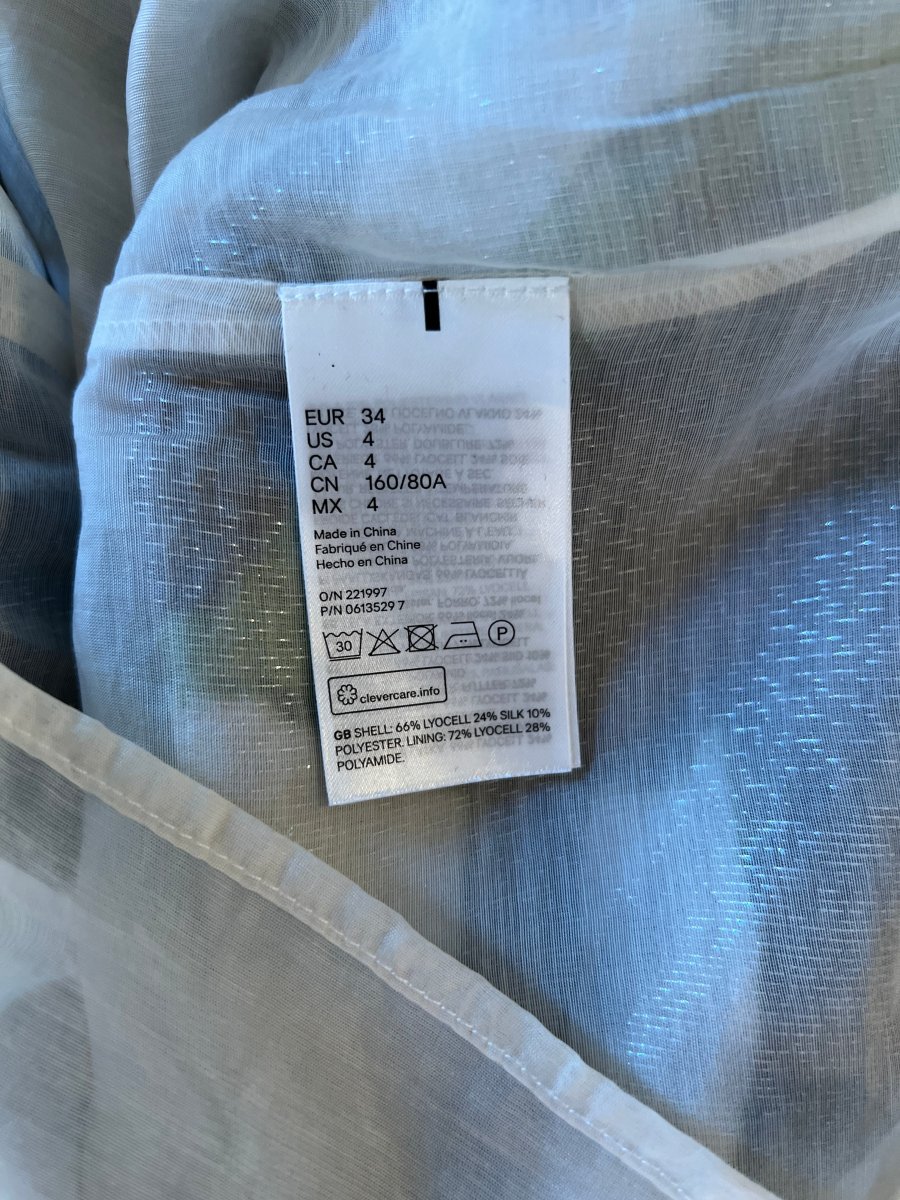 EUR 34
US 4
CA 4
CN 160/80A
MX 4
Made in China
Fabriqué en Chine
Hecho en China
O/N 221997
P/N 0613529 7
30
P
clevercare.info
GB SHELL: 66% LYOCELL 24% SILK 10%
POLYESTER. LINING: 72% LYOCELL 28%
POLYAMIDE.